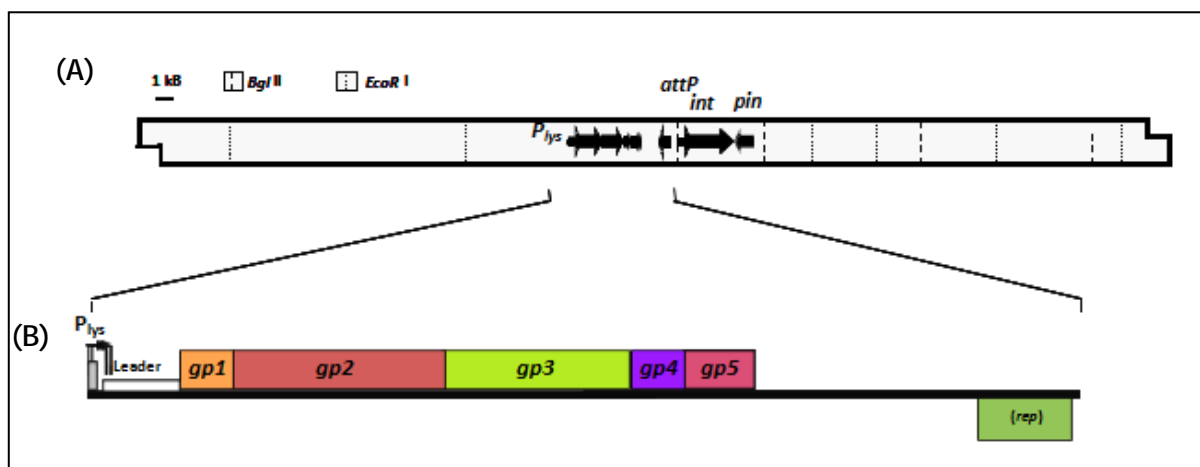 (A)
1 kB Bgl II EcoR I
attP
int pin
Plys
(B)
Plys
Leader
gp1 gp2 gp3 gp4 gp5
(rep)